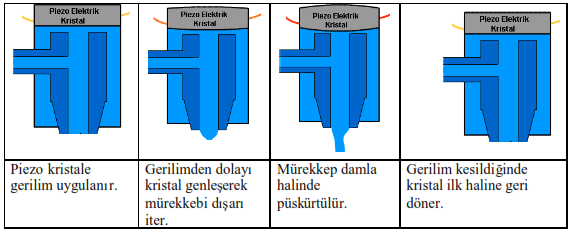 Piezo Elektrik
Kristal
Piezo Elektrik
Kristal
Piezo Elektrik
Kristal
Piezo Elektrik
Kristal
Piezo kristale
gerilim uygulanır.
Gerilimden dolayı
kristal genleşerek
mürekkebi dışarı
iter.
Mürekkep damla
halinde
püskürtülür.
Gerilim kesildiğinde
kristal ilk haline geri
döner.